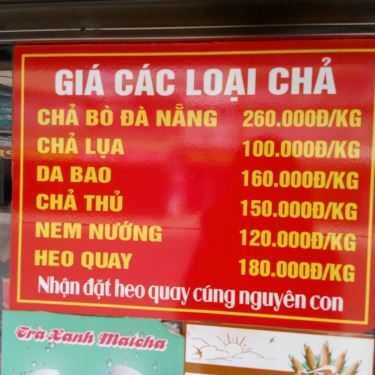 GIÁ CÁC LOẠI CHẢ
CHẢ BÒ ĐÀ NẴNG 260.000Đ/KG
CHẢ LỤA 100.000Đ/KG
DA BAO 160.000Đ/KG
CHẢ THỦ 150.000Đ/KG
NEM NƯỚNG 120.000Đ/KG
HEO QUAY 180.000Đ/KG
Nhận đặt heo quay cúng nguyên con
Trà Xanh Matcha